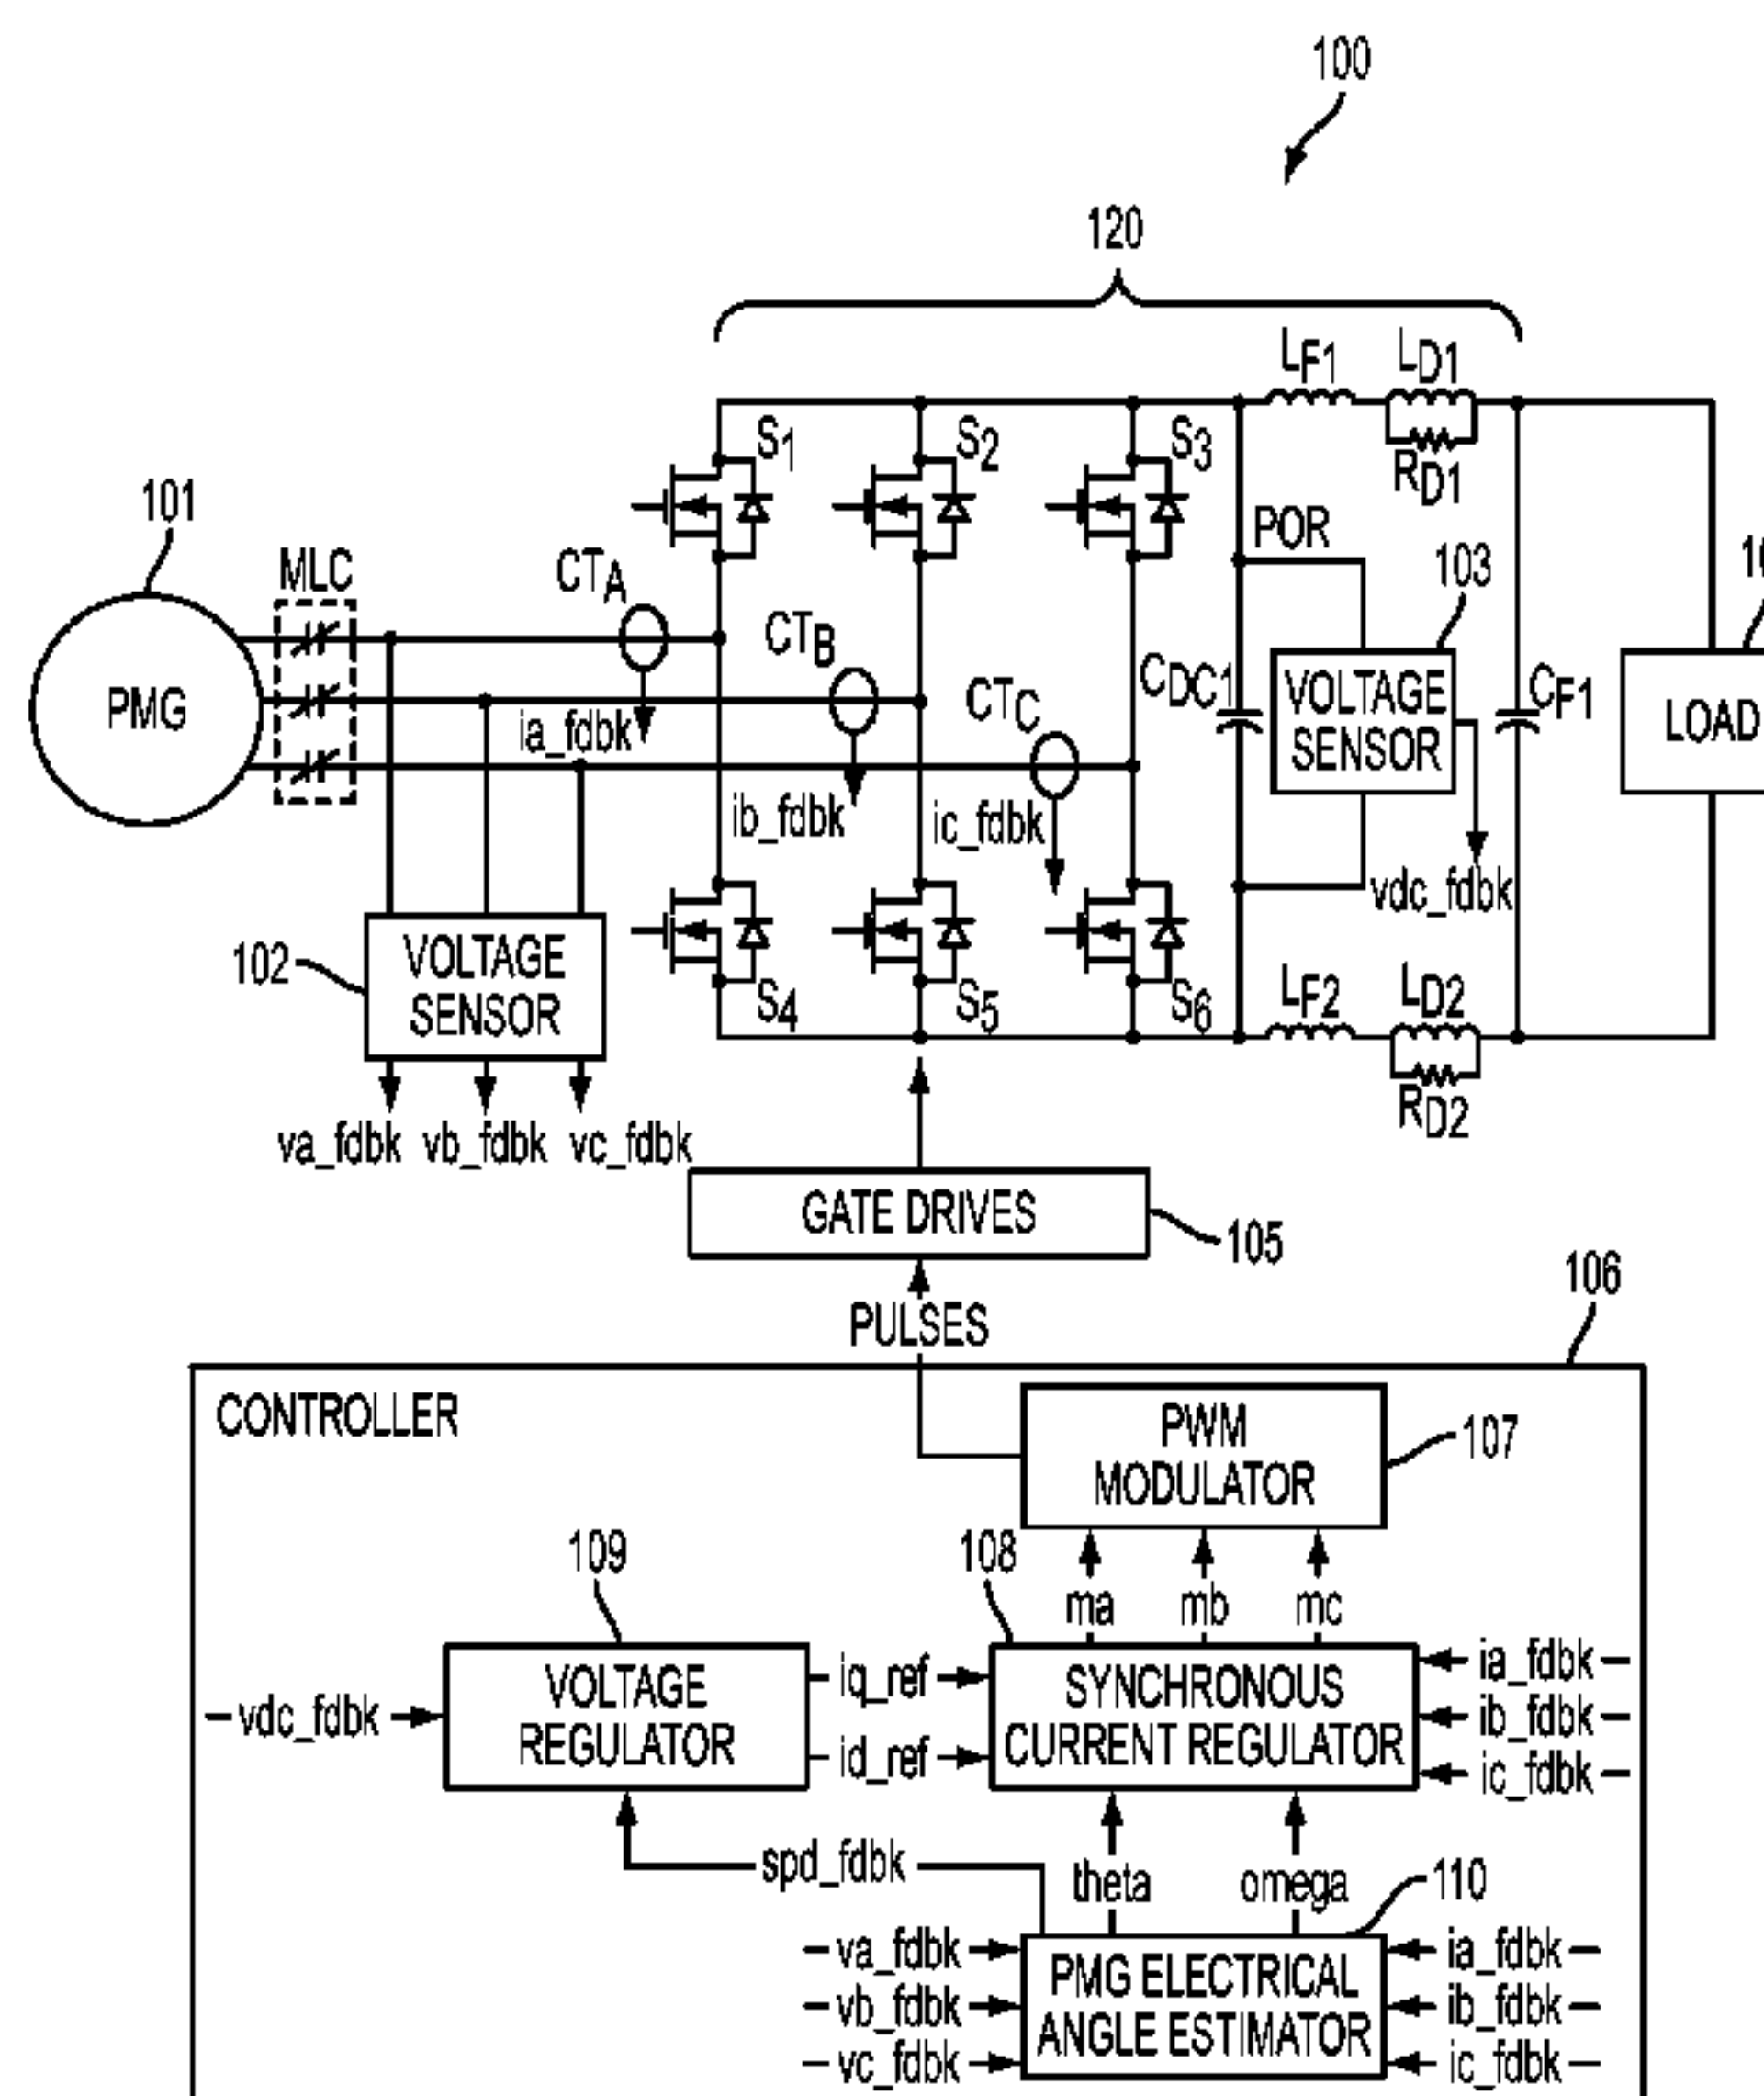 100
120
LF1
LD1
S1
S2
S3
RD1
101
POR
MLC
CTA
103
CTB
PMG
CDC1
VOLTAGE
SENSOR
CF1
LOAD
CTC
ia_fdbk
ib_fdbk
ic_fdbk
vdc_fdbk
102
VOLTAGE
SENSOR
S4
S5
S6
LF2
LD2
RD2
va_fdbk vb_fdbk vc_fdbk
GATE DRIVES
105
106
PULSES
CONTROLLER
PWM
MODULATOR
107
109
108
ma mb mc
VOLTAGE
REGULATOR
iq_ref
id_ref
SYNCHRONOUS
CURRENT REGULATOR
ia_fdbk
ib_fdbk
ic_fdbk
vdc_fdbk
spd_fdbk
theta
omega
110
va_fdbk
vb_fdbk
vc_fdbk
PMG ELECTRICAL
ANGLE ESTIMATOR
ia_fdbk
ib_fdbk
ic_fdbk